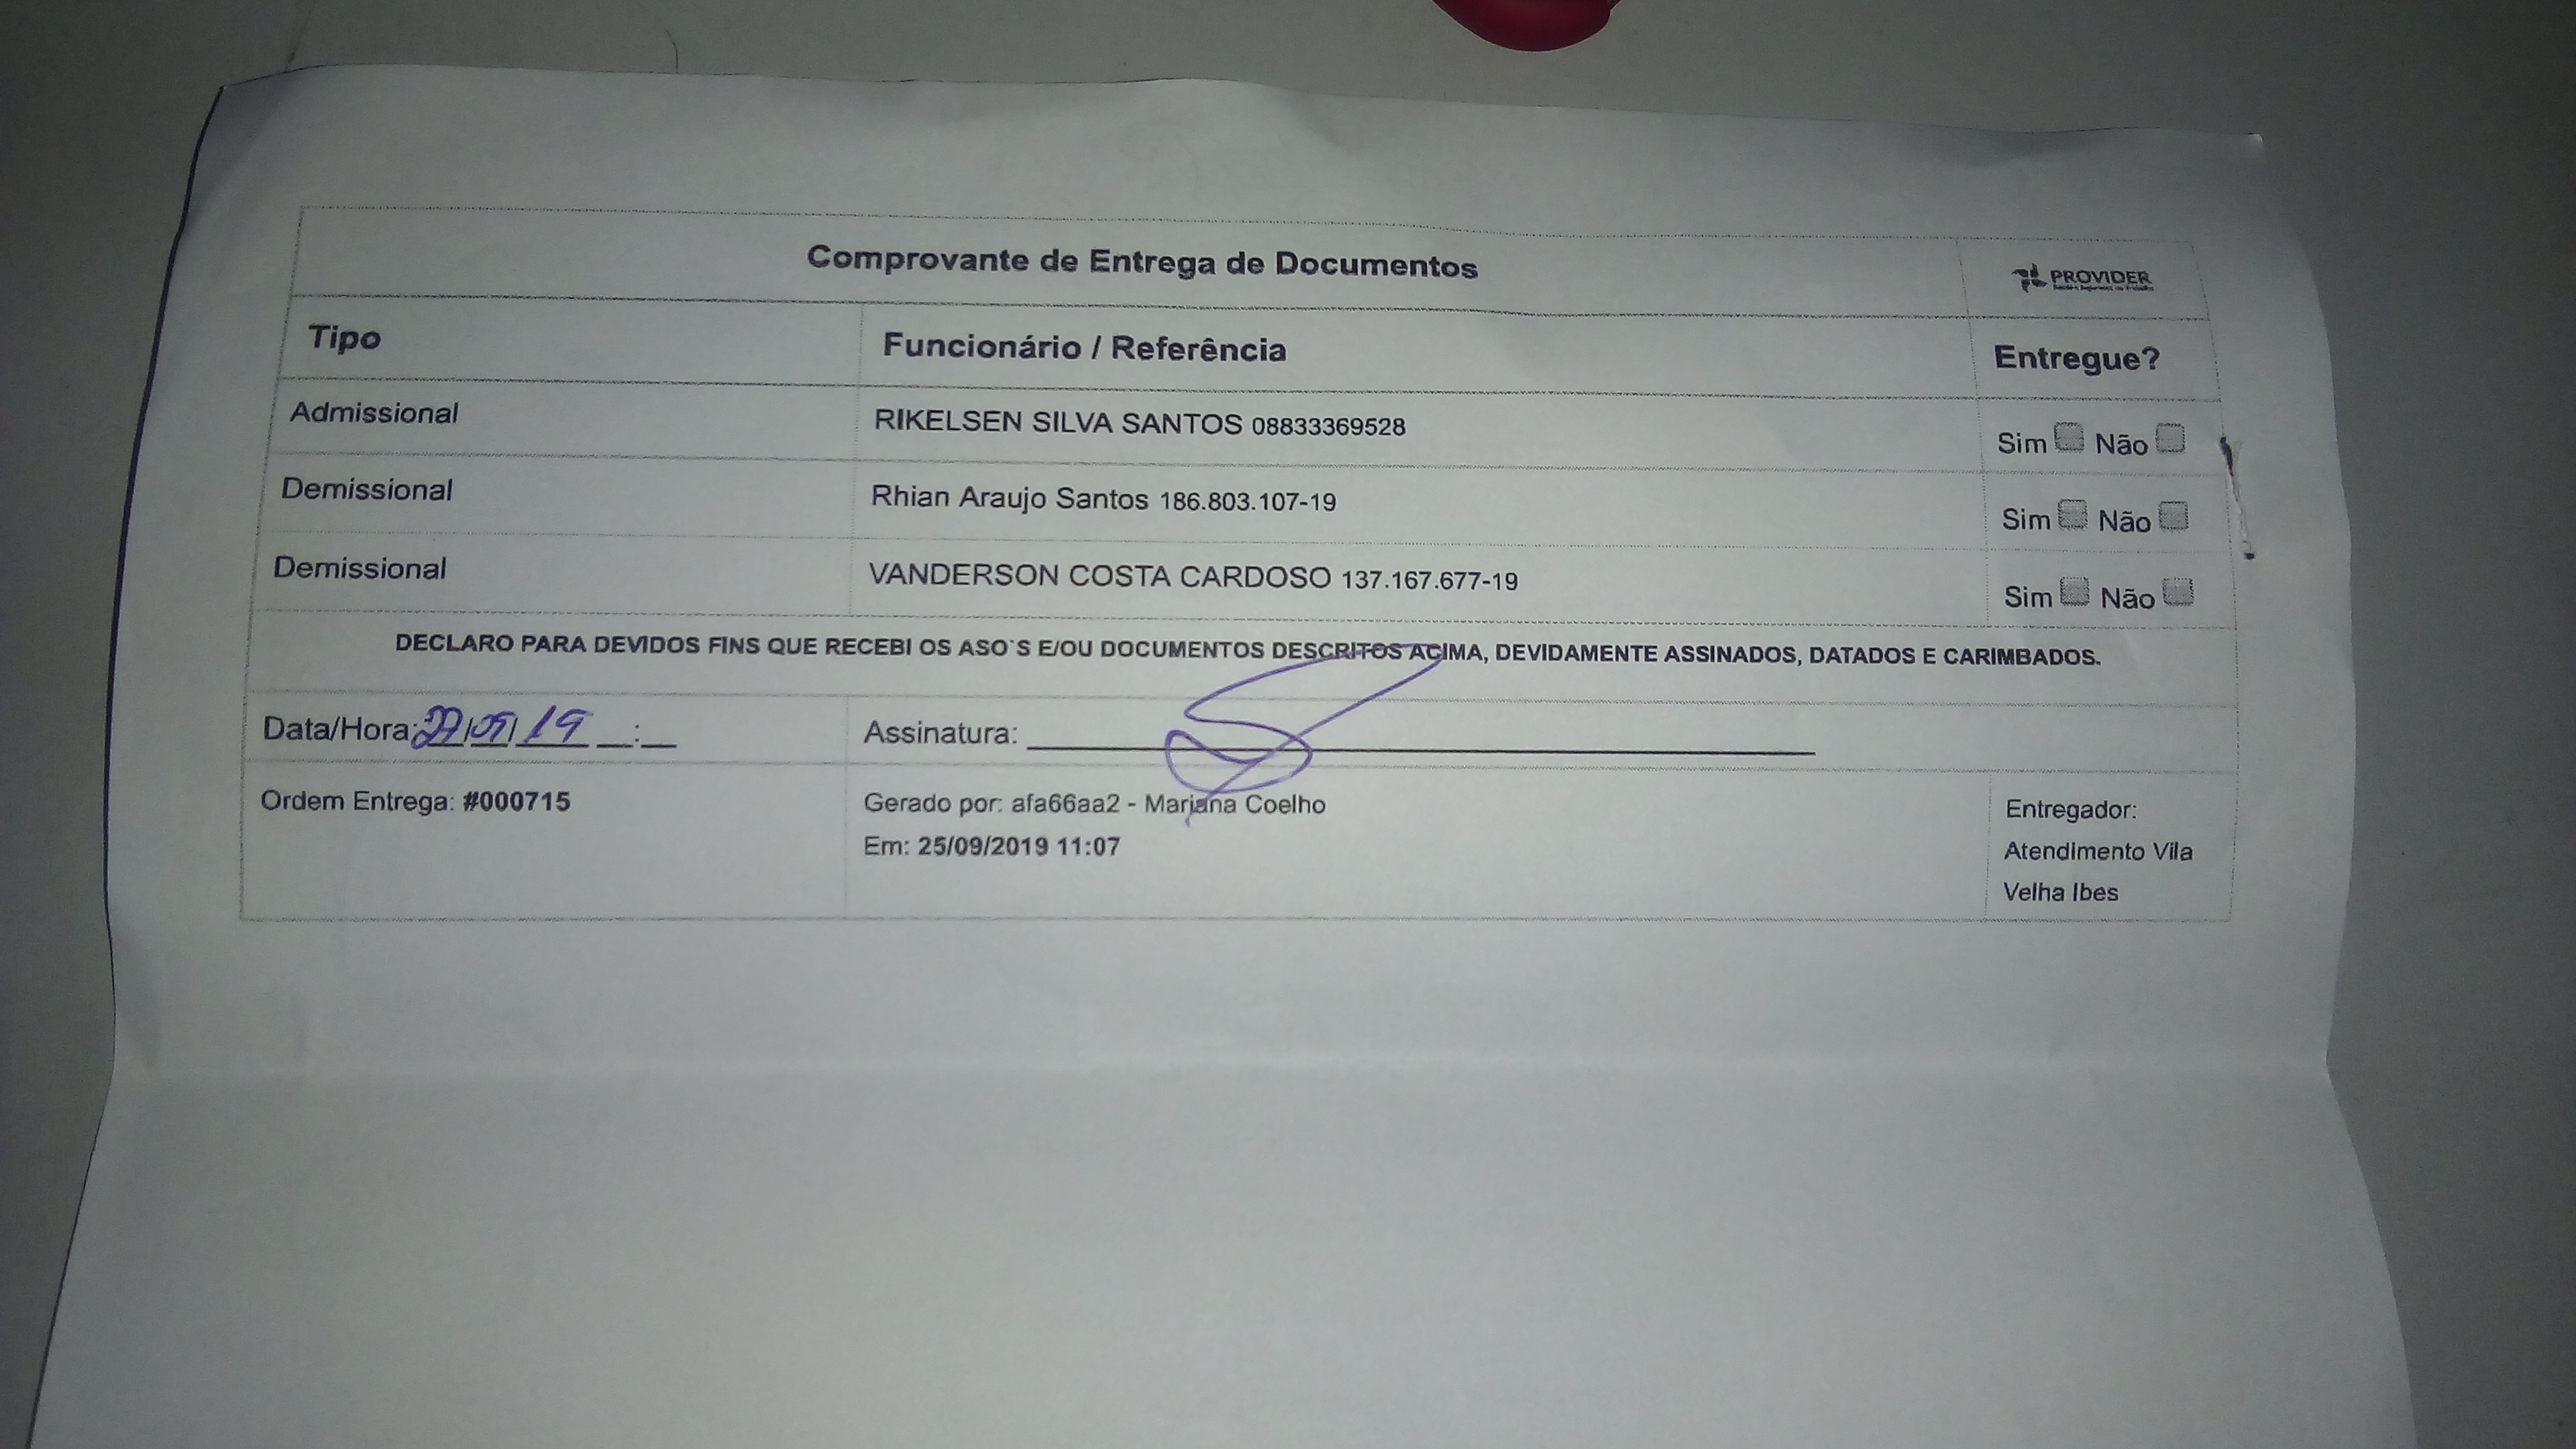 Comprovante de Entrega de Documentos
PROVIDER
Tipo Funcionário / Referência Entregue?
Admissional RIKELSEN SILVA SANTOS 08833369528 Sim Não
Demissional Rhian Araujo Santos 186.803.107-19 Sim Não
Demissional VANDERSON COSTA CARDOSO 137.167.677-19 Sim Não
DECLARO PARA DEVIDOS FINS QUE RECEBI OS ASO`S E/OU DOCUMENTOS DESCRITOS ACIMA, DEVIDAMENTE ASSINADOS, DATADOS E CARIMBADOS.
Data/Hora: 27/09/19 __:__ Assinatura:
Ordem Entrega: #000715 Gerado por: afa66aa2 - Mariana Coelho Entregador:
Em: 25/09/2019 11:07 Atendimento Vila
Velha Ibes